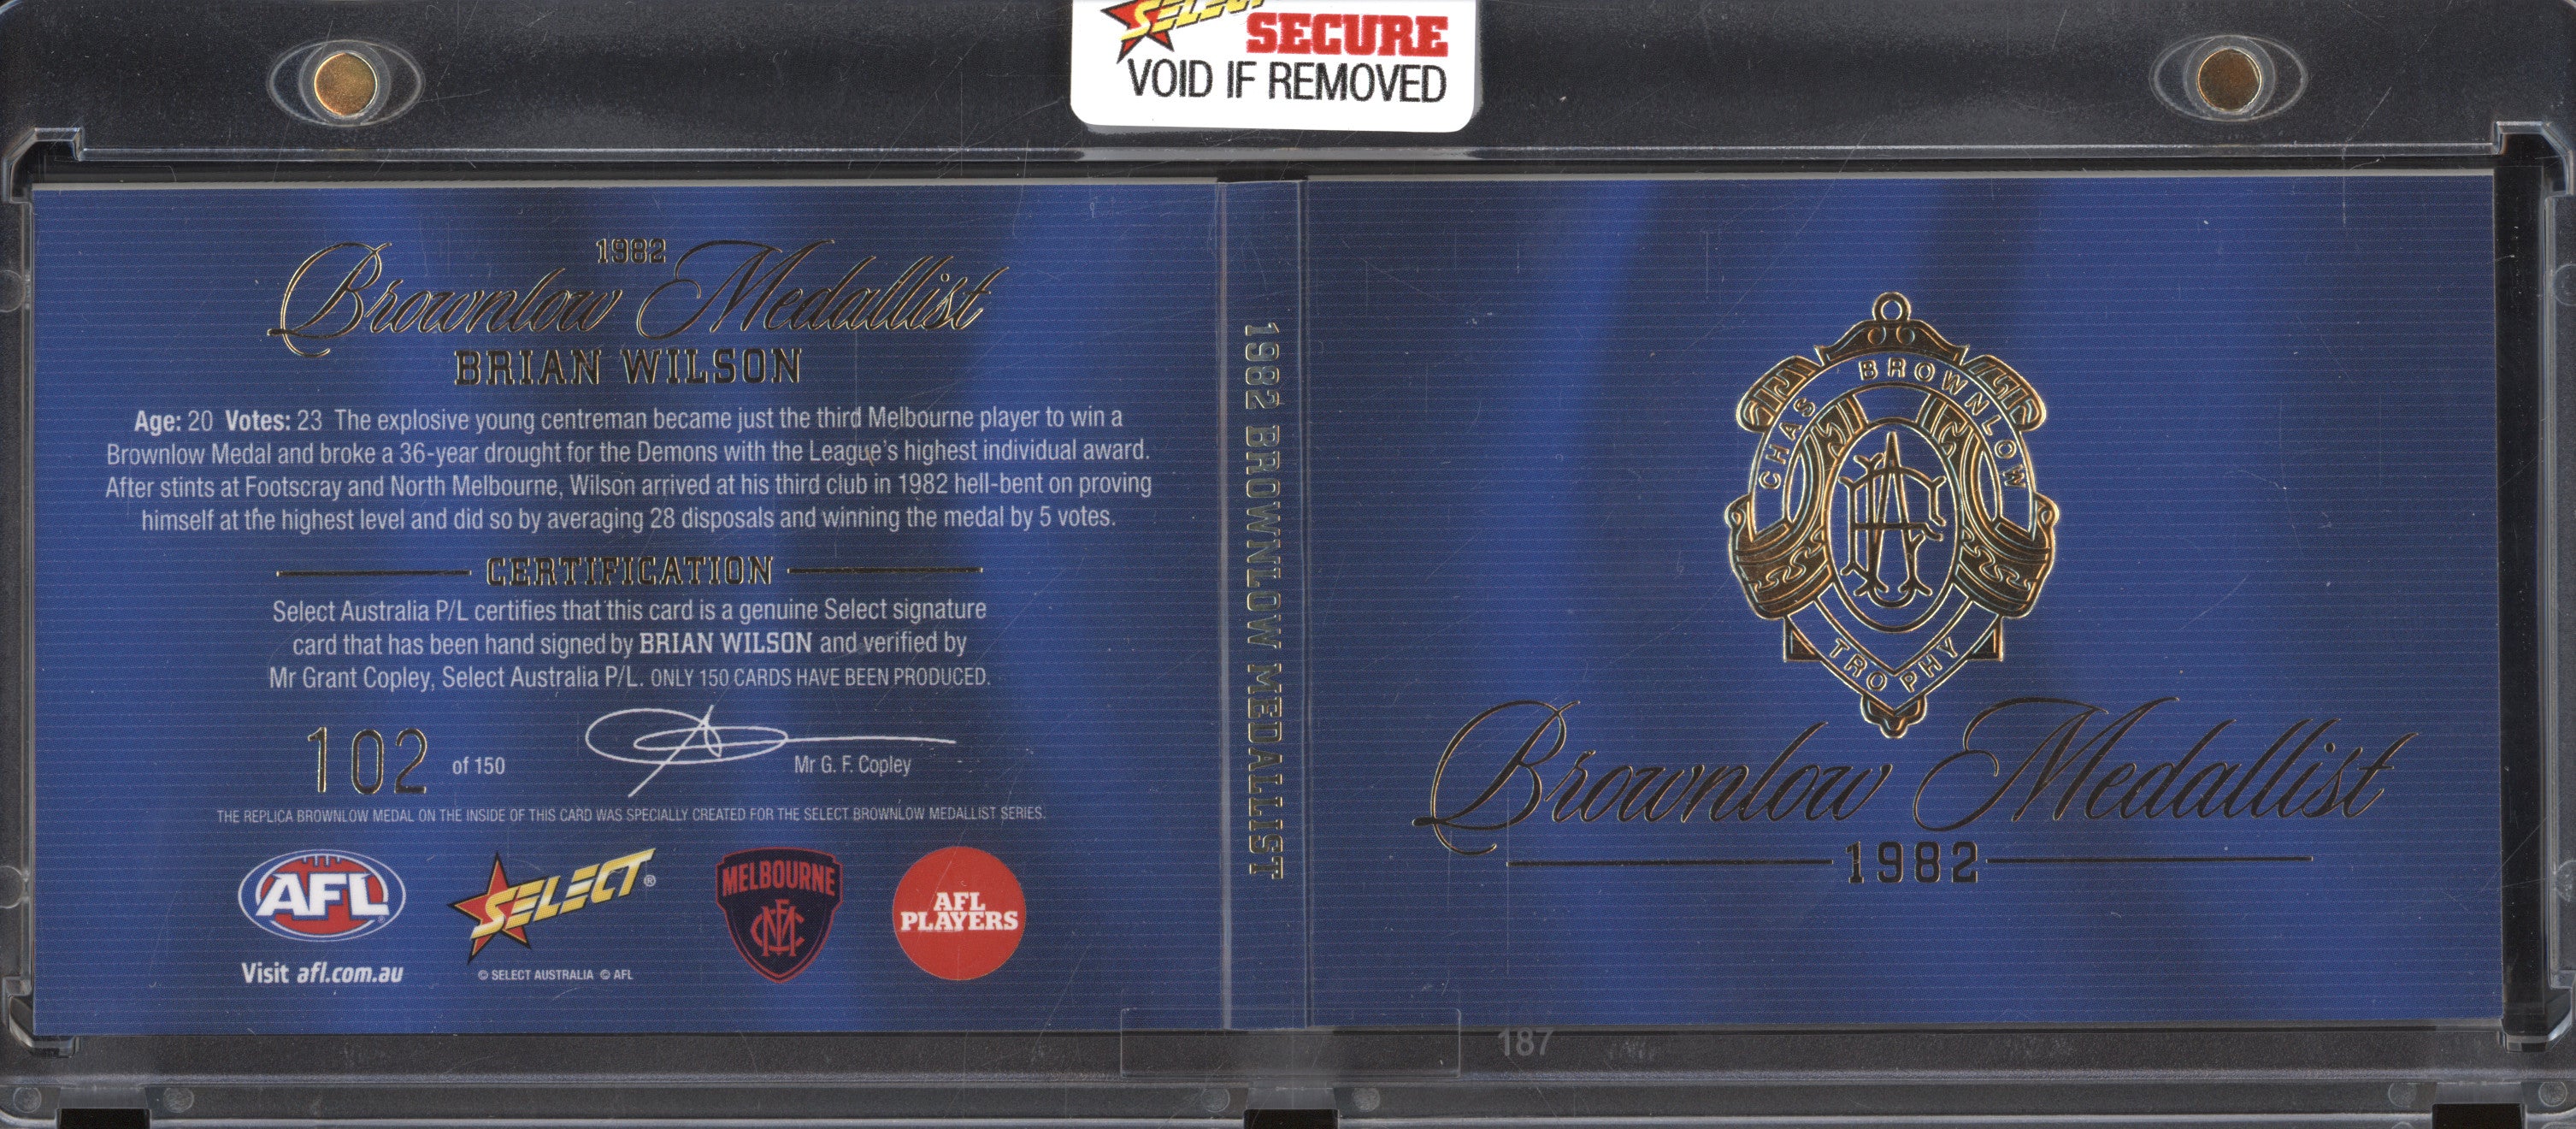 SELECT
SECURE
VOID IF REMOVED
1982
Brownlow Medallist
BRIAN WILSON
Age: 20 Votes: 23 The explosive young centreman became just the third Melbourne player to win a
Brownlow Medal and broke a 36-year drought for the Demons with the League's highest individual award.
After stints at Footscray and North Melbourne, Wilson arrived at his third club in 1982 hell-bent on proving
himself at the highest level and did so by averaging 28 disposals and winning the medal by 5 votes.
CERTIFICATION
Select Australia P/L certifies that this card is a genuine Select signature
card that has been hand signed by BRIAN WILSON and verified by
Mr Grant Copley, Select Australia P/L. ONLY 150 CARDS HAVE BEEN PRODUCED.
102 of 150
Mr G. F. Copley
THE REPLICA BROWNLOW MEDAL ON THE INSIDE OF THIS CARD WAS SPECIALLY CREATED FOR THE SELECT BROWNLOW MEDALLIST SERIES.
AFL
Visit afl.com.au
SELECT®
© SELECT AUSTRALIA © AFL
MELBOURNE
MFC
AFL
PLAYERS
1982 BROWNLOW MEDALLIST
CHAS BROWNLOW
TROPHY
Brownlow Medallist
1982
187